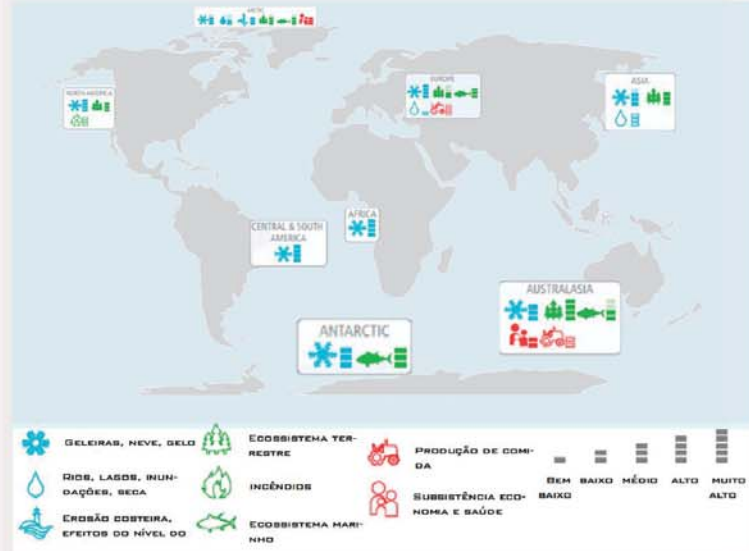 ARCTIC
NORTH AMERICA
EUROPE
ASIA
AFRICA
CENTRAL & SOUTH
AMERICA
AUSTRALASIA
ANTARCTIC
GELEIRAS, NEVE, GELO
RIOS, LAGOS, INUN-
DAÇÕES, SECA
EROSÃO COSTEIRA,
EFEITOS DO NÍVEL DO
ECOSSISTEMA TER-
RESTRE
INCÊNDIOS
ECOSSISTEMA MARI-
NHO
PRODUÇÃO DE COMI-
DA
SUBSISTÊNCIA ECO-
NOMIA E SAÚDE
BEM
BAIXO
BAIXO
MÉDIO
ALTO
MUITO
ALTO